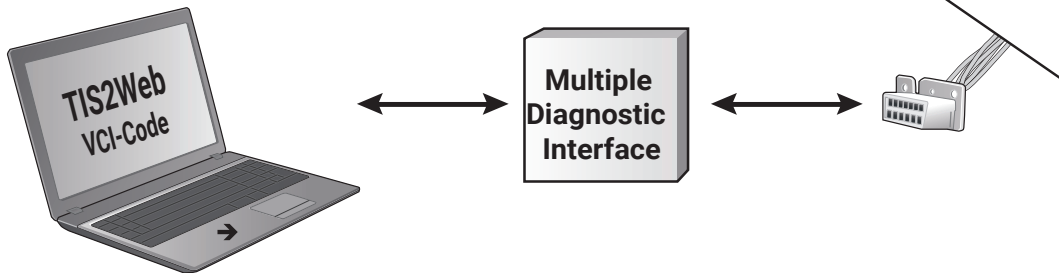 TIS2Web
VCI-Code
Multiple
Diagnostic
Interface